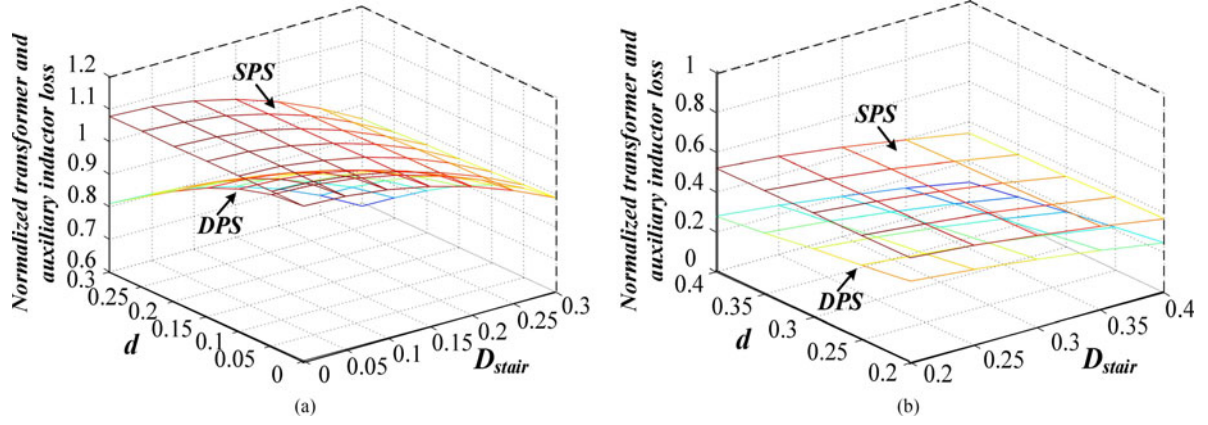 Normalized transformer and
auxiliary inductor loss
1.2
1.1
1
0.9
0.8
0.7
0.6
0.3
0.25
0.2
0.15
0.1
0.05
0
d
0
0.05
0.1
0.15
0.2
0.25
0.3
D_stair
SPS
DPS
(a)
Normalized transformer and
auxiliary inductor loss
1
0.8
0.6
0.4
0.2
0
0.4
0.35
0.3
0.25
0.2
d
0.2
0.25
0.3
0.35
0.4
D_stair
SPS
DPS
(b)